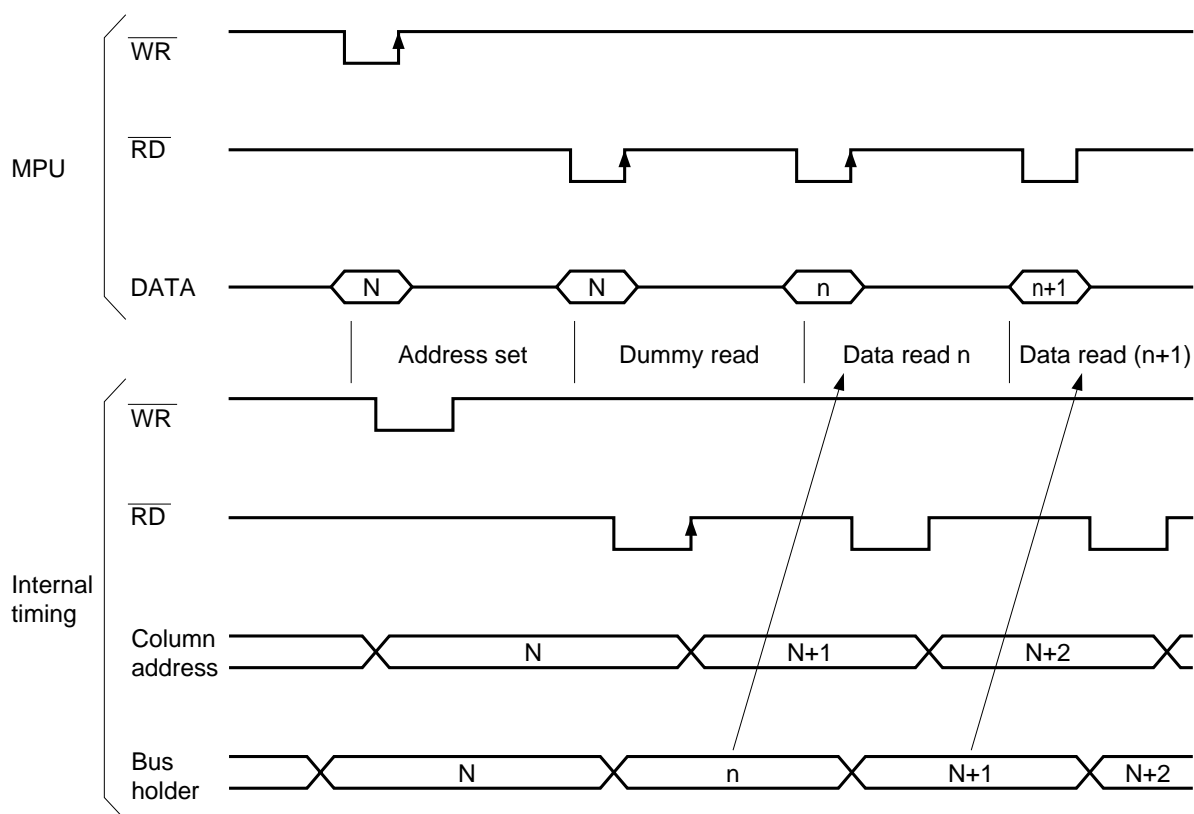 MPU
WR
RD
DATA
N
N
n
n+1
Address set
Dummy read
Data read n
Data read (n+1)
Internal
timing
WR
RD
Column
address
N
N+1
N+2
Bus
holder
N
n
N+1
N+2